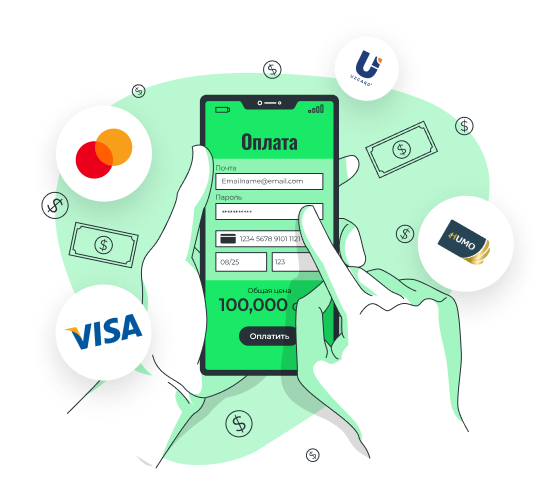 UZCARD
Оплата
Почта
Emailname@email.com
Пароль
***********
1234 5678 9101 1121
08/25
123
HUMO
Общая цена
100,000
VISA
Оплатить